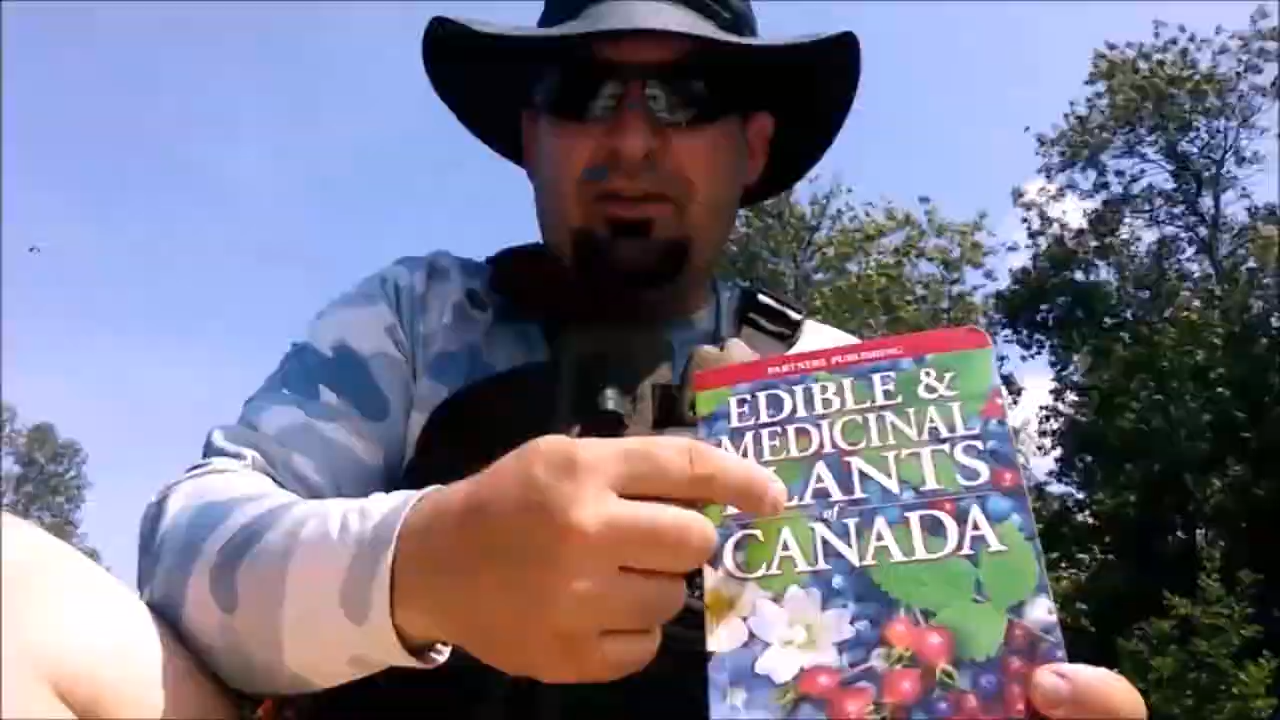 PARTNERS PUBLISHING
EDIBLE &
MEDICINAL
PLANTS
of
CANADA